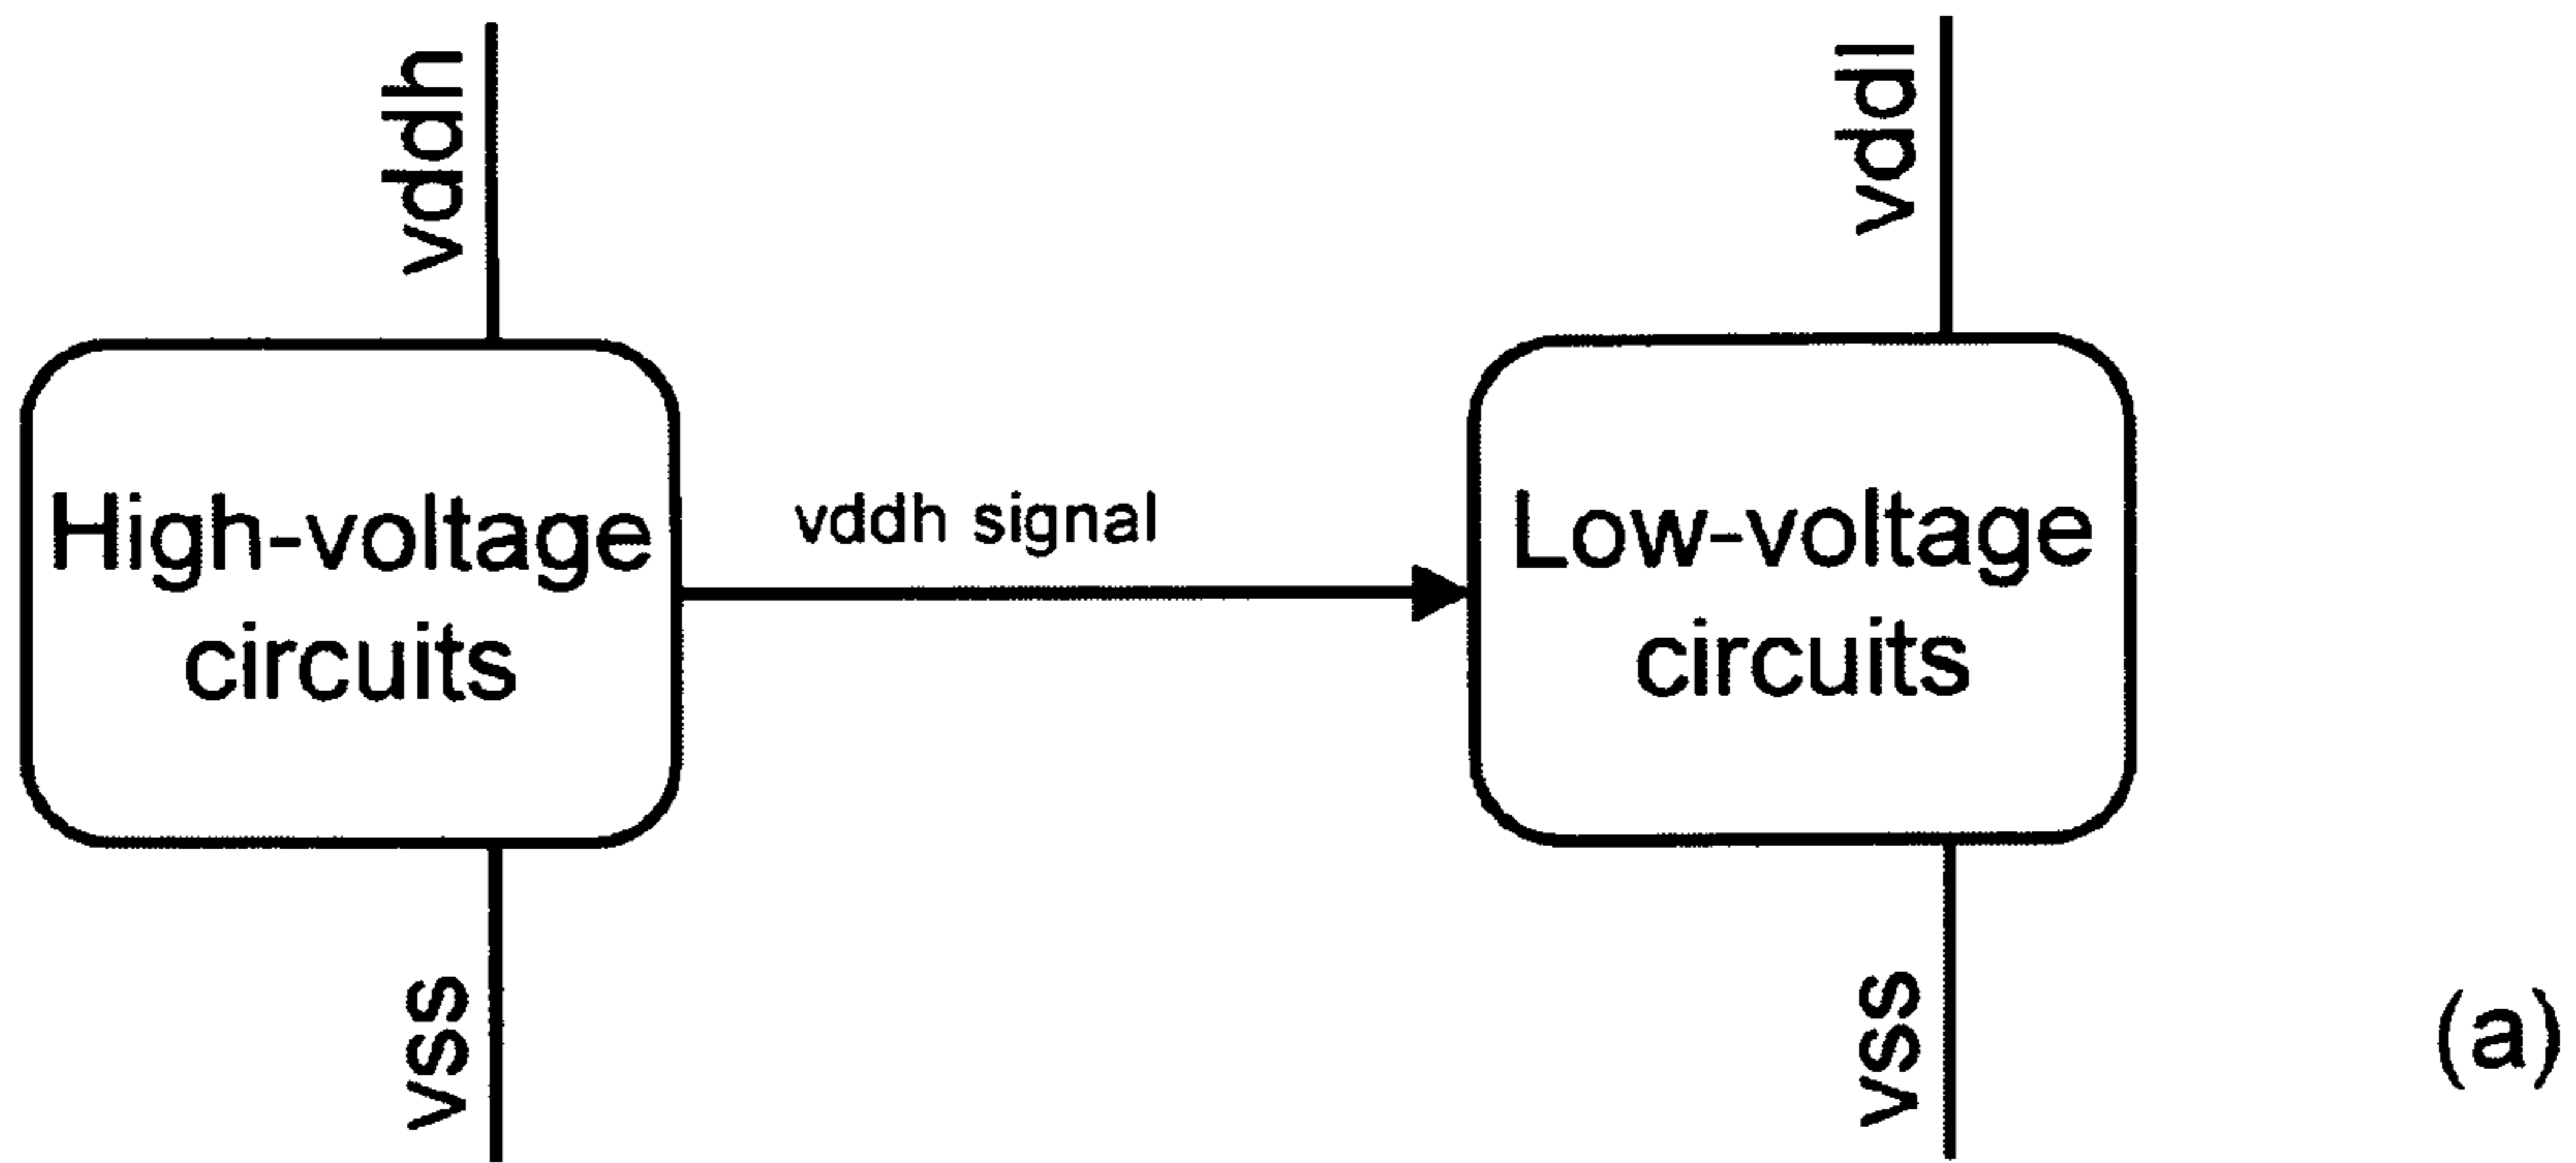 vddh
vddl
High-voltage
circuits
vddh signal
Low-voltage
circuits
vss
vss
(a)